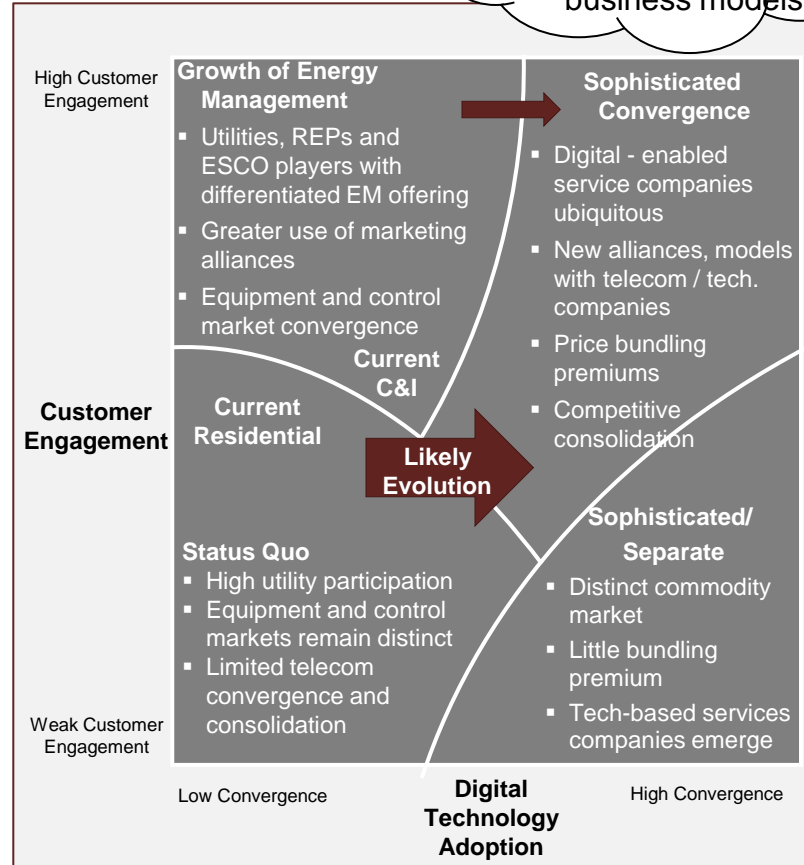 business models
High Customer
Engagement
Growth of Energy
Management
▪ Utilities, REPs and
ESCO players with
differentiated EM offering
▪ Greater use of marketing
alliances
▪ Equipment and control
market convergence
Sophisticated
Convergence
▪ Digital - enabled
service companies
ubiquitous
▪ New alliances, models
with telecom / tech.
companies
▪ Price bundling
premiums
▪ Competitive
consolidation
Current
C&I
Customer
Engagement
Current
Residential
Likely
Evolution
Status Quo
▪ High utility participation
▪ Equipment and control
markets remain distinct
▪ Limited telecom
convergence and
consolidation
Sophisticated/
Separate
▪ Distinct commodity
market
▪ Little bundling
premium
▪ Tech-based services
companies emerge
Weak Customer
Engagement
Low Convergence
Digital
Technology
Adoption
High Convergence